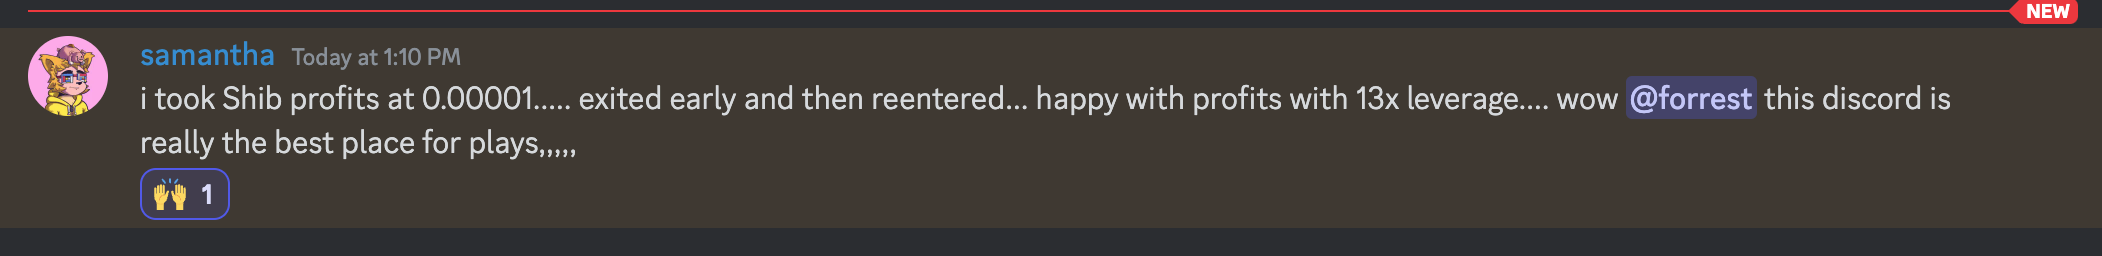 NEW
samantha Today at 1:10 PM
i took Shib profits at 0.00001..... exited early and then reentered... happy with profits with 13x leverage.... wow @forrest this discord is
really the best place for plays,,,,,
🙌 1